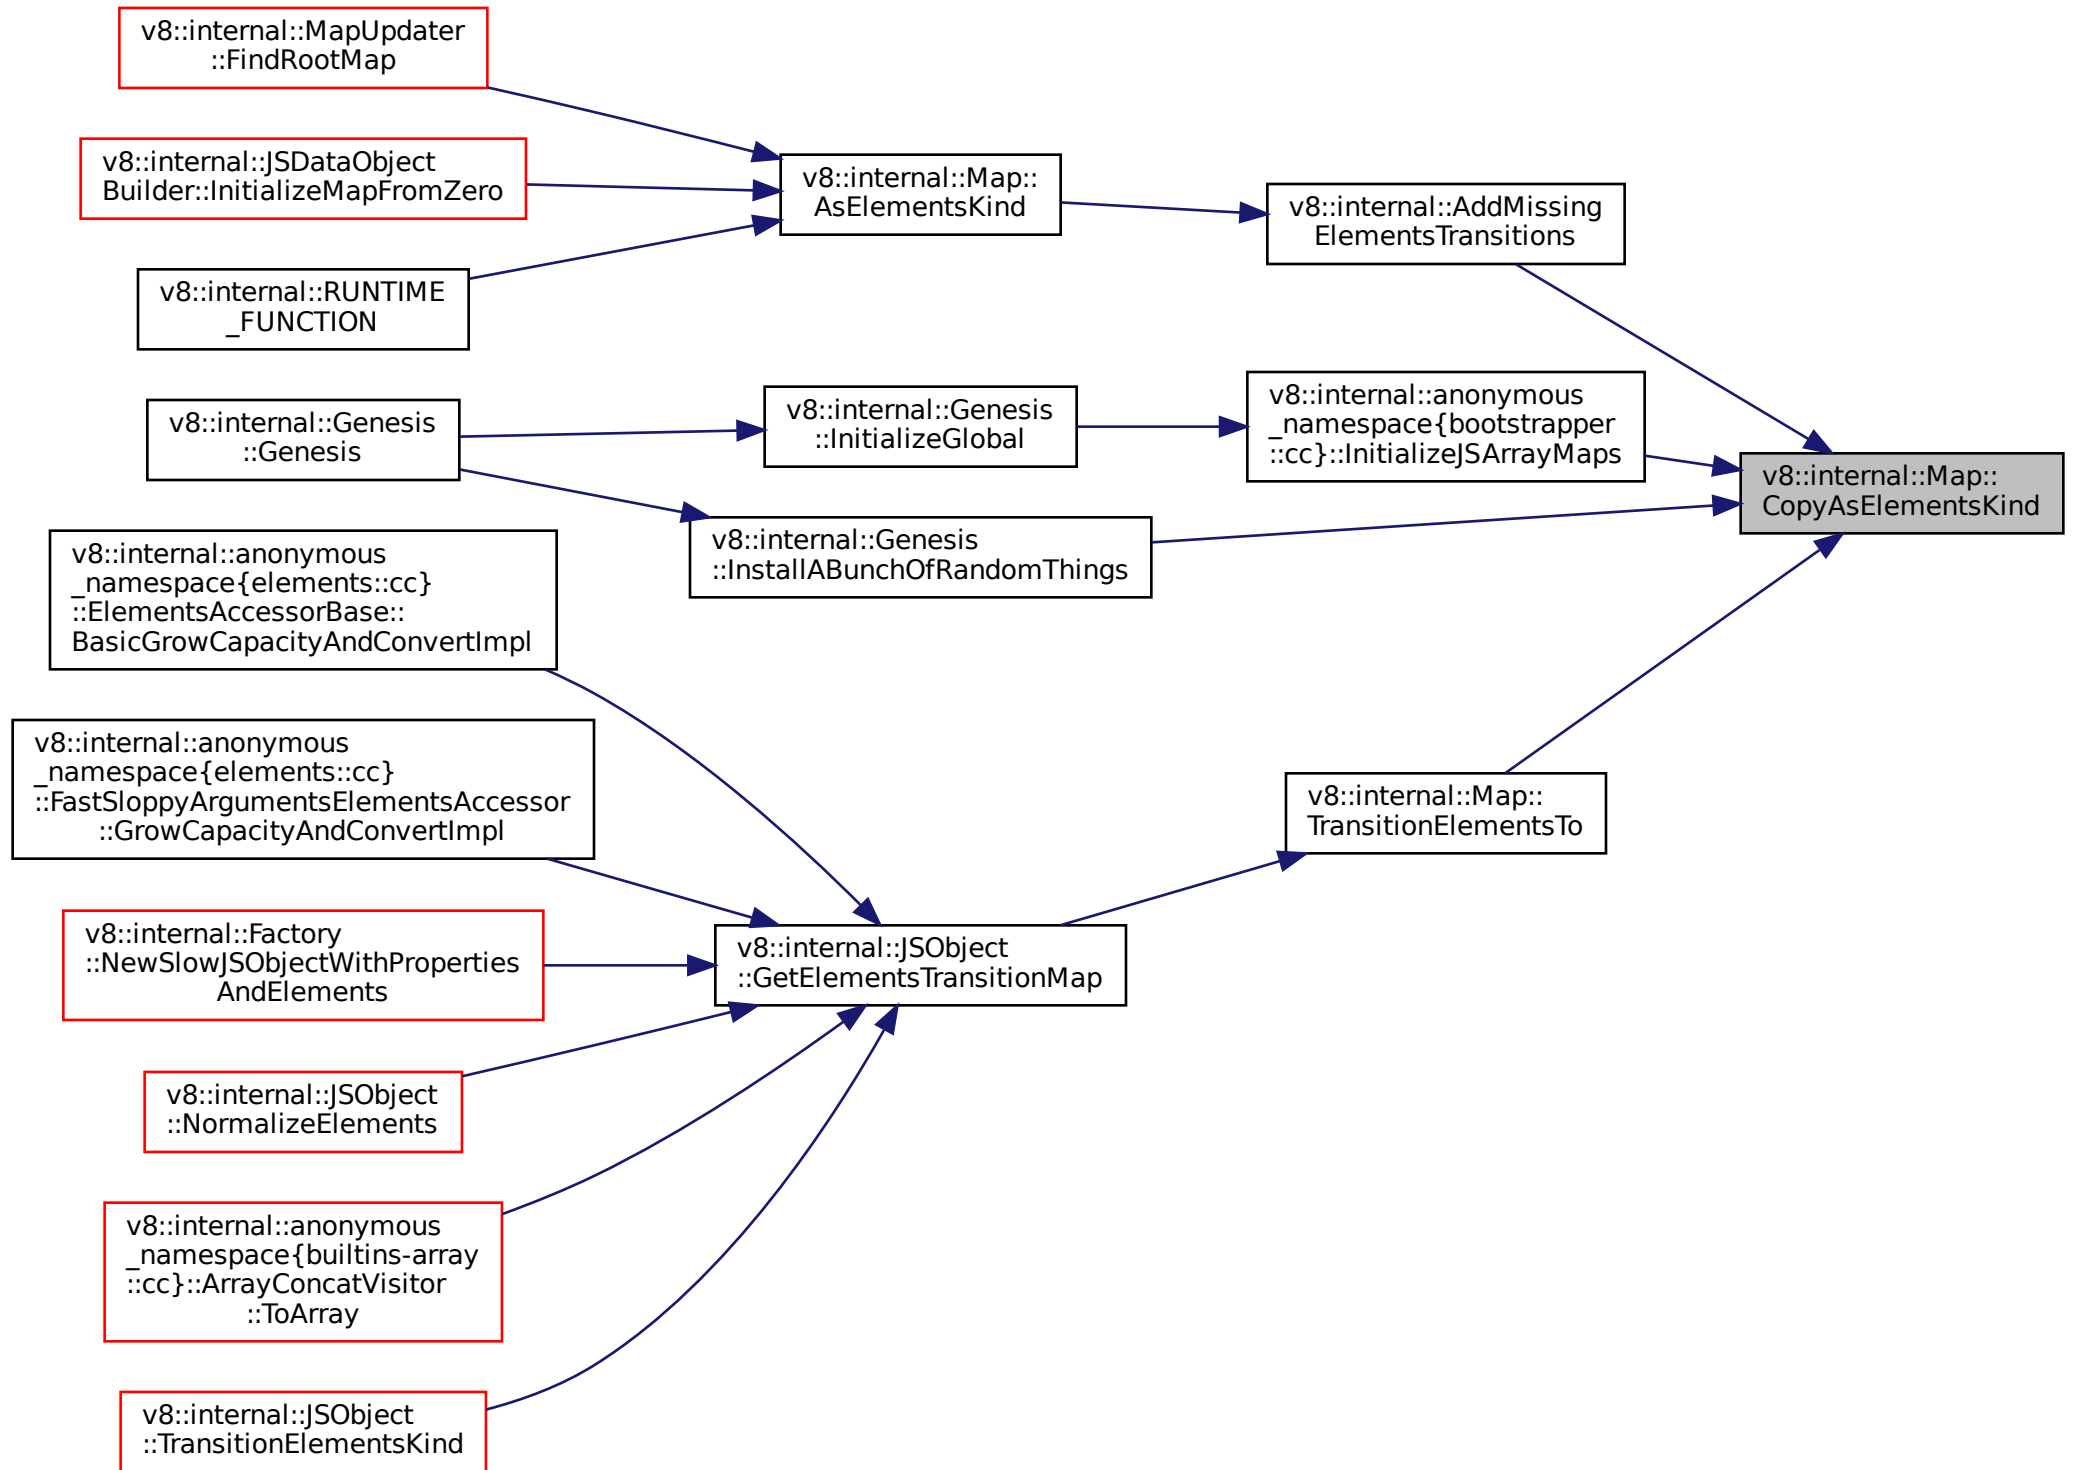 v8::internal::MapUpdater
::FindRootMap
v8::internal::JSDataObject
Builder::InitializeMapFromZero
v8::internal::RUNTIME
_FUNCTION
v8::internal::Map::
AsElementsKind
v8::internal::AddMissing
ElementsTransitions
v8::internal::Genesis
::Genesis
v8::internal::Genesis
::InitializeGlobal
v8::internal::anonymous
_namespace{bootstrapper
::cc}::InitializeJSArrayMaps
v8::internal::Map::
CopyAsElementsKind
v8::internal::Genesis
::InstallABunchOfRandomThings
v8::internal::anonymous
_namespace{elements::cc}
::ElementsAccessorBase::
BasicGrowCapacityAndConvertImpl
v8::internal::anonymous
_namespace{elements::cc}
::FastSloppyArgumentsElementsAccessor
::GrowCapacityAndConvertImpl
v8::internal::Map::
TransitionElementsTo
v8::internal::Factory
::NewSlowJSObjectWithProperties
AndElements
v8::internal::JSObject
::GetElementsTransitionMap
v8::internal::JSObject
::NormalizeElements
v8::internal::anonymous
_namespace{builtins-array
::cc}::ArrayConcatVisitor
::ToArray
v8::internal::JSObject
::TransitionElementsKind